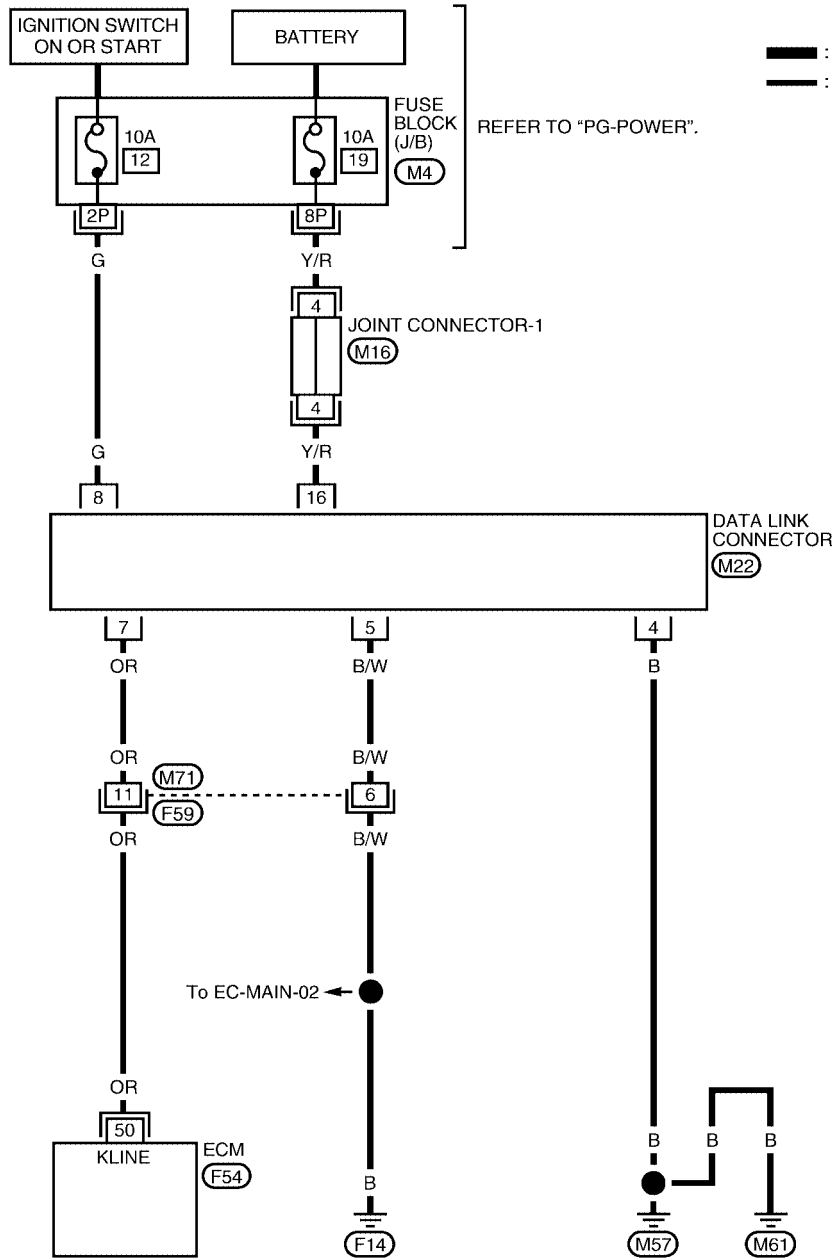 IGNITION SWITCH
ON OR START
BATTERY
:
:
FUSE
BLOCK
(J/B)
M4
REFER TO “PG-POWER”.
10A
12
10A
19
2P
8P
G
Y/R
4
JOINT CONNECTOR-1
M16
4
G
Y/R
8
16
DATA LINK
CONNECTOR
M22
7
5
4
OR
B/W
B
OR
B/W
M71
11
6
F59
OR
B/W
To EC-MAIN-02
OR
50
KLINE
ECM
F54
B
B
B
B
F14
M57
M61